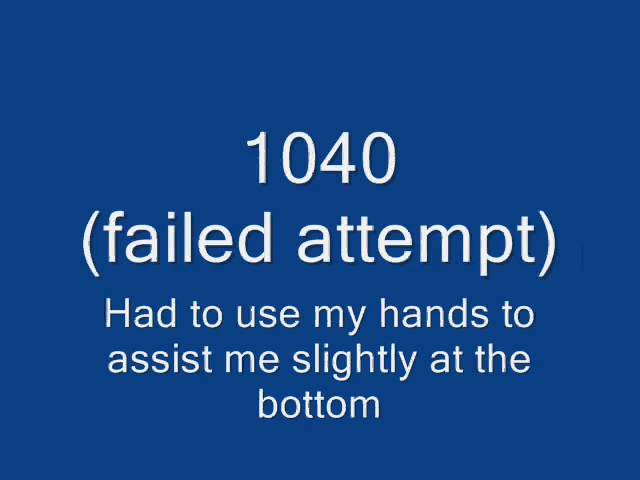 1040
(failed attempt)
Had to use my hands to
assist me slightly at the
bottom